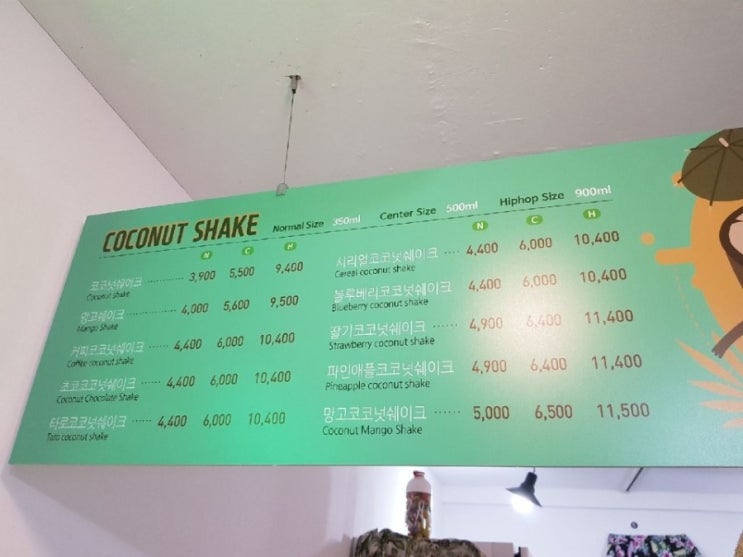 COCONUT SHAKE Normal Size 350ml Center Size 500ml Hiphop Size 900ml
N C H
코코넛쉐이크 ········ 3,900 5,500 9,400
Coconut shake
망고쉐이크 ········ 4,000 5,600 9,500
Mango Shake
커피코코넛쉐이크 ······ 4,400 6,000 10,400
Coffee coconut shake
초코코코넛쉐이크 ······ 4,400 6,000 10,400
Coconut Chocolate Shake
타로코코넛쉐이크 ······ 4,400 6,000 10,400
Taro coconut shake
N C H
시리얼코코넛쉐이크 ···· 4,400 6,000 10,400
Cereal coconut shake
블루베리코코넛쉐이크 4,400 6,000 10,400
Blueberry coconut shake
딸기코코넛쉐이크 ······ 4,900 6,400 11,400
Strawberry coconut shake
파인애플코코넛쉐이크 4,900 6,400 11,400
Pineapple coconut shake
망고코코넛쉐이크 ······ 5,000 6,500 11,500
Coconut Mango Shake